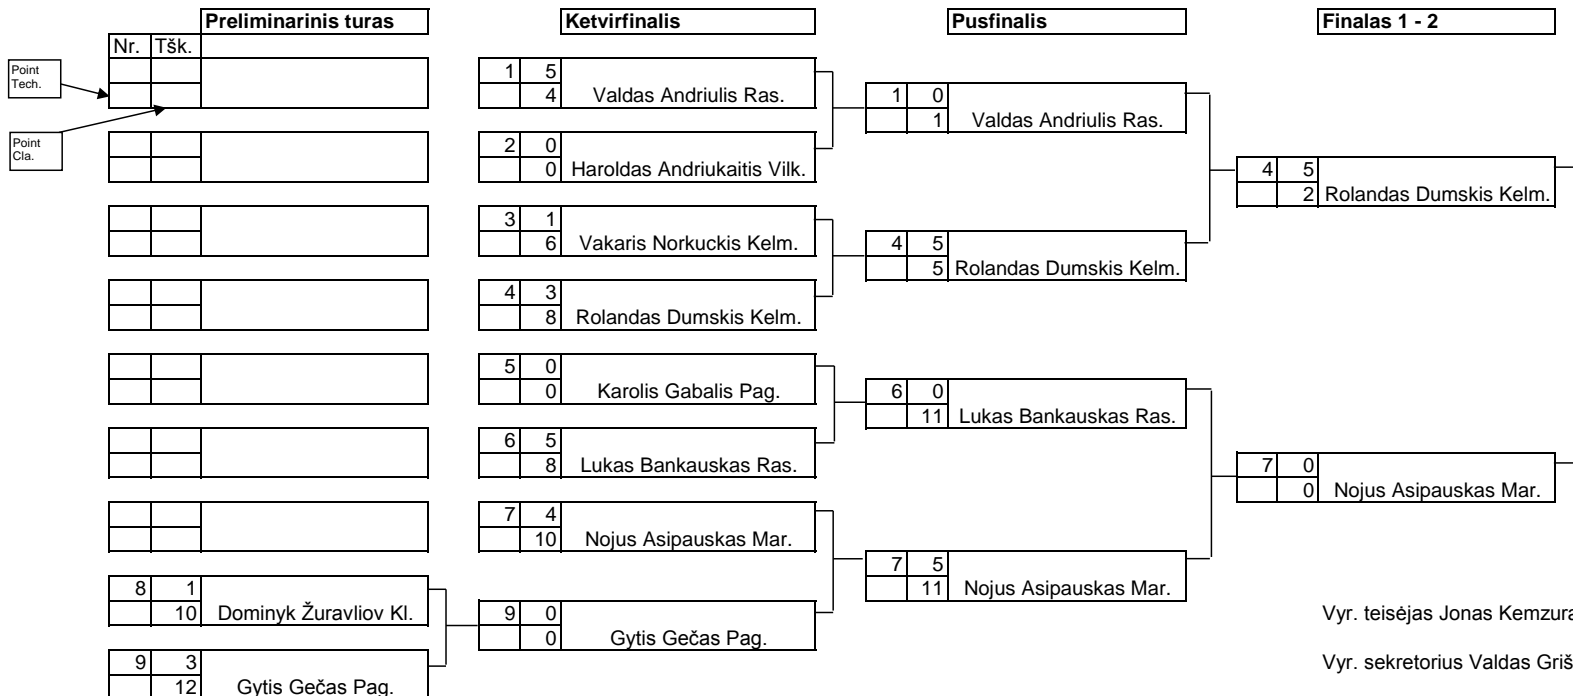 Preliminarinis turas Ketvirfinalis Pusfinalis Finalas 1 - 2
Nr. Tšk.
Point
Tech.
Point
Cla.
1 5
4 Valdas Andriulis Ras.
2 0
0 Haroldas Andriukaitis Vilk.
3 1
6 Vakaris Norkuckis Kelm.
4 3
8 Rolandas Dumskis Kelm.
5 0
0 Karolis Gabalis Pag.
6 5
8 Lukas Bankauskas Ras.
7 4
10 Nojus Asipauskas Mar.
8 1
10 Dominyk Žuravliov Kl.
9 3
12 Gytis Gečas Pag.
9 0
0 Gytis Gečas Pag.
1 0
1 Valdas Andriulis Ras.
4 5
5 Rolandas Dumskis Kelm.
6 0
11 Lukas Bankauskas Ras.
7 5
11 Nojus Asipauskas Mar.
4 5
2 Rolandas Dumskis Kelm.
7 0
0 Nojus Asipauskas Mar.
Vyr. teisėjas Jonas Kemzura
Vyr. sekretorius Valdas Griš